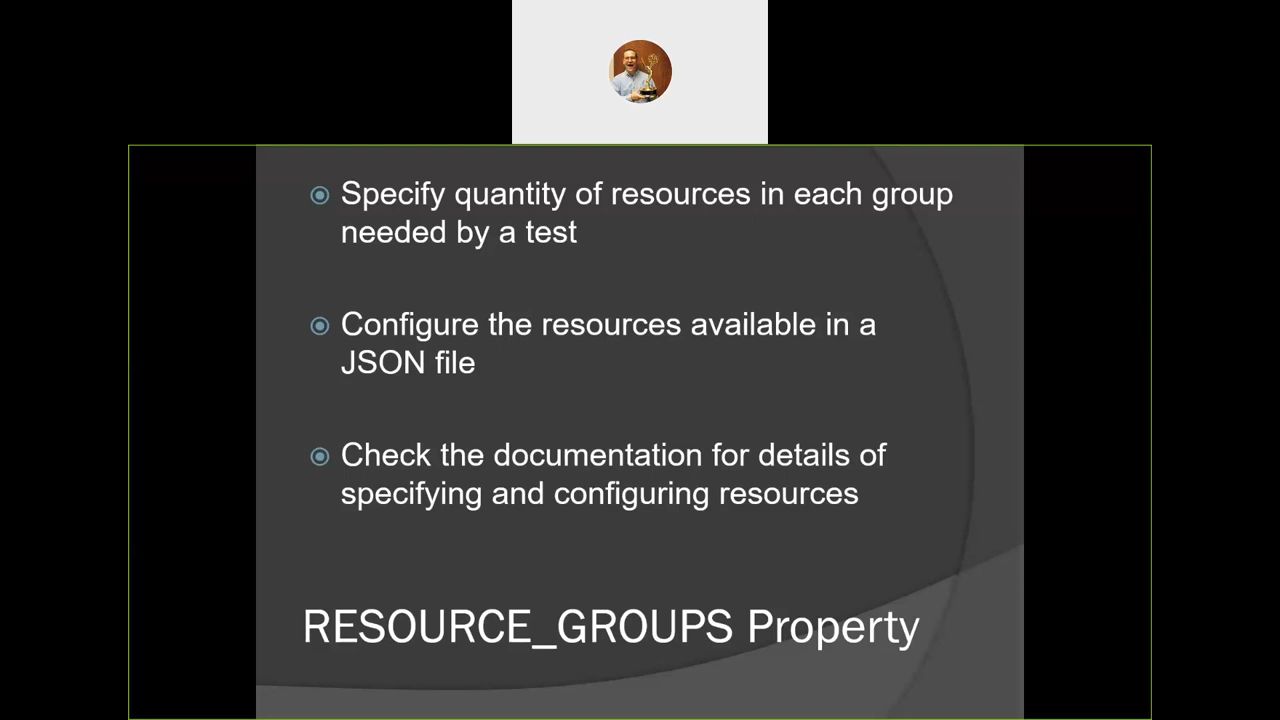 Specify quantity of resources in each group
needed by a test
Configure the resources available in a
JSON file
Check the documentation for details of
specifying and configuring resources
RESOURCE_GROUPS Property